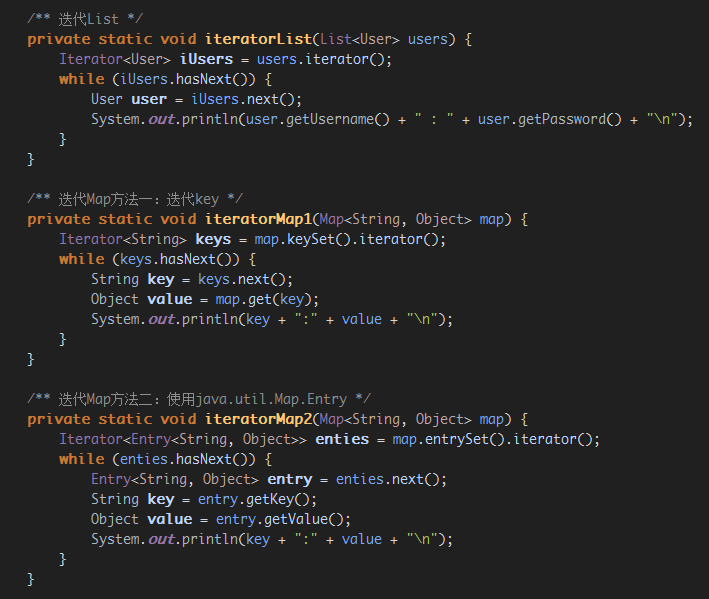 /** 迭代List */
private static void iteratorList(List<User> users) {
Iterator<User> iUsers = users.iterator();
while (iUsers.hasNext()) {
User user = iUsers.next();
System.out.println(user.getUsername() + " : " + user.getPassword() + "\n");
}
}
/** 迭代Map方法一：迭代key */
private static void iteratorMap1(Map<String, Object> map) {
Iterator<String> keys = map.keySet().iterator();
while (keys.hasNext()) {
String key = keys.next();
Object value = map.get(key);
System.out.println(key + ":" + value + "\n");
}
}
/** 迭代Map方法二：使用java.util.Map.Entry */
private static void iteratorMap2(Map<String, Object> map) {
Iterator<Entry<String, Object>> enties = map.entrySet().iterator();
while (enties.hasNext()) {
Entry<String, Object> entry = enties.next();
String key = entry.getKey();
Object value = entry.getValue();
System.out.println(key + ":" + value + "\n");
}
}